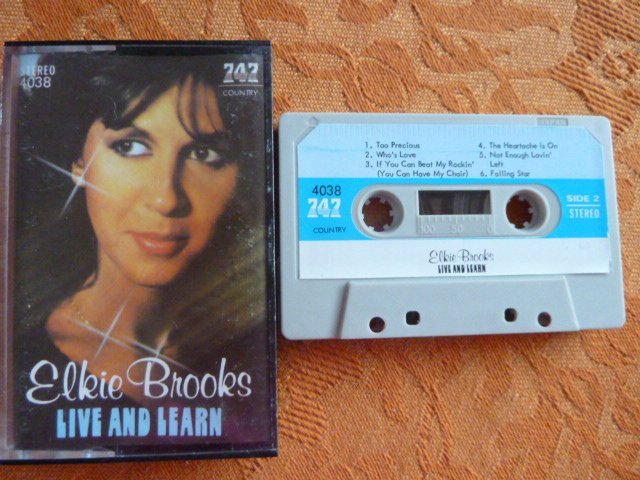 STEREO
4038
747
COUNTRY
Elkie Brooks
LIVE AND LEARN
1. Too Precious
2. Who's Love
3. If You Can Beat My Rockin'
(You Can Have My Chair)
4. The Heartache is On
5. Not Enough Lovin'
Left
6. Falling Star
4038
747
COUNTRY
SIDE 2
STEREO
100 50 0
Elkie Brooks
LIVE AND LEARN